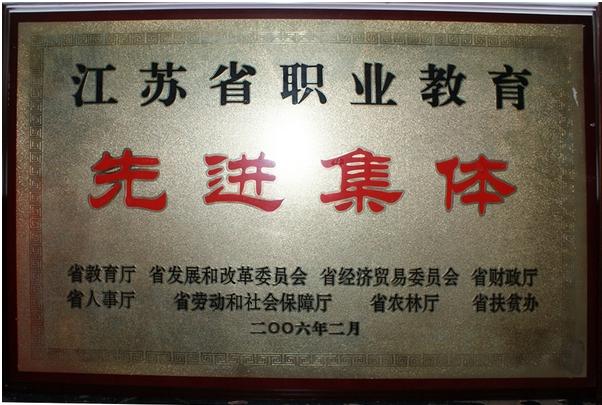 江苏省职业教育
先进集体
省教育厅 省发展和改革委员会 省经济贸易委员会 省财政厅
省人事厅 省劳动和社会保障厅 省农林厅 省扶贫办
二〇〇六年二月